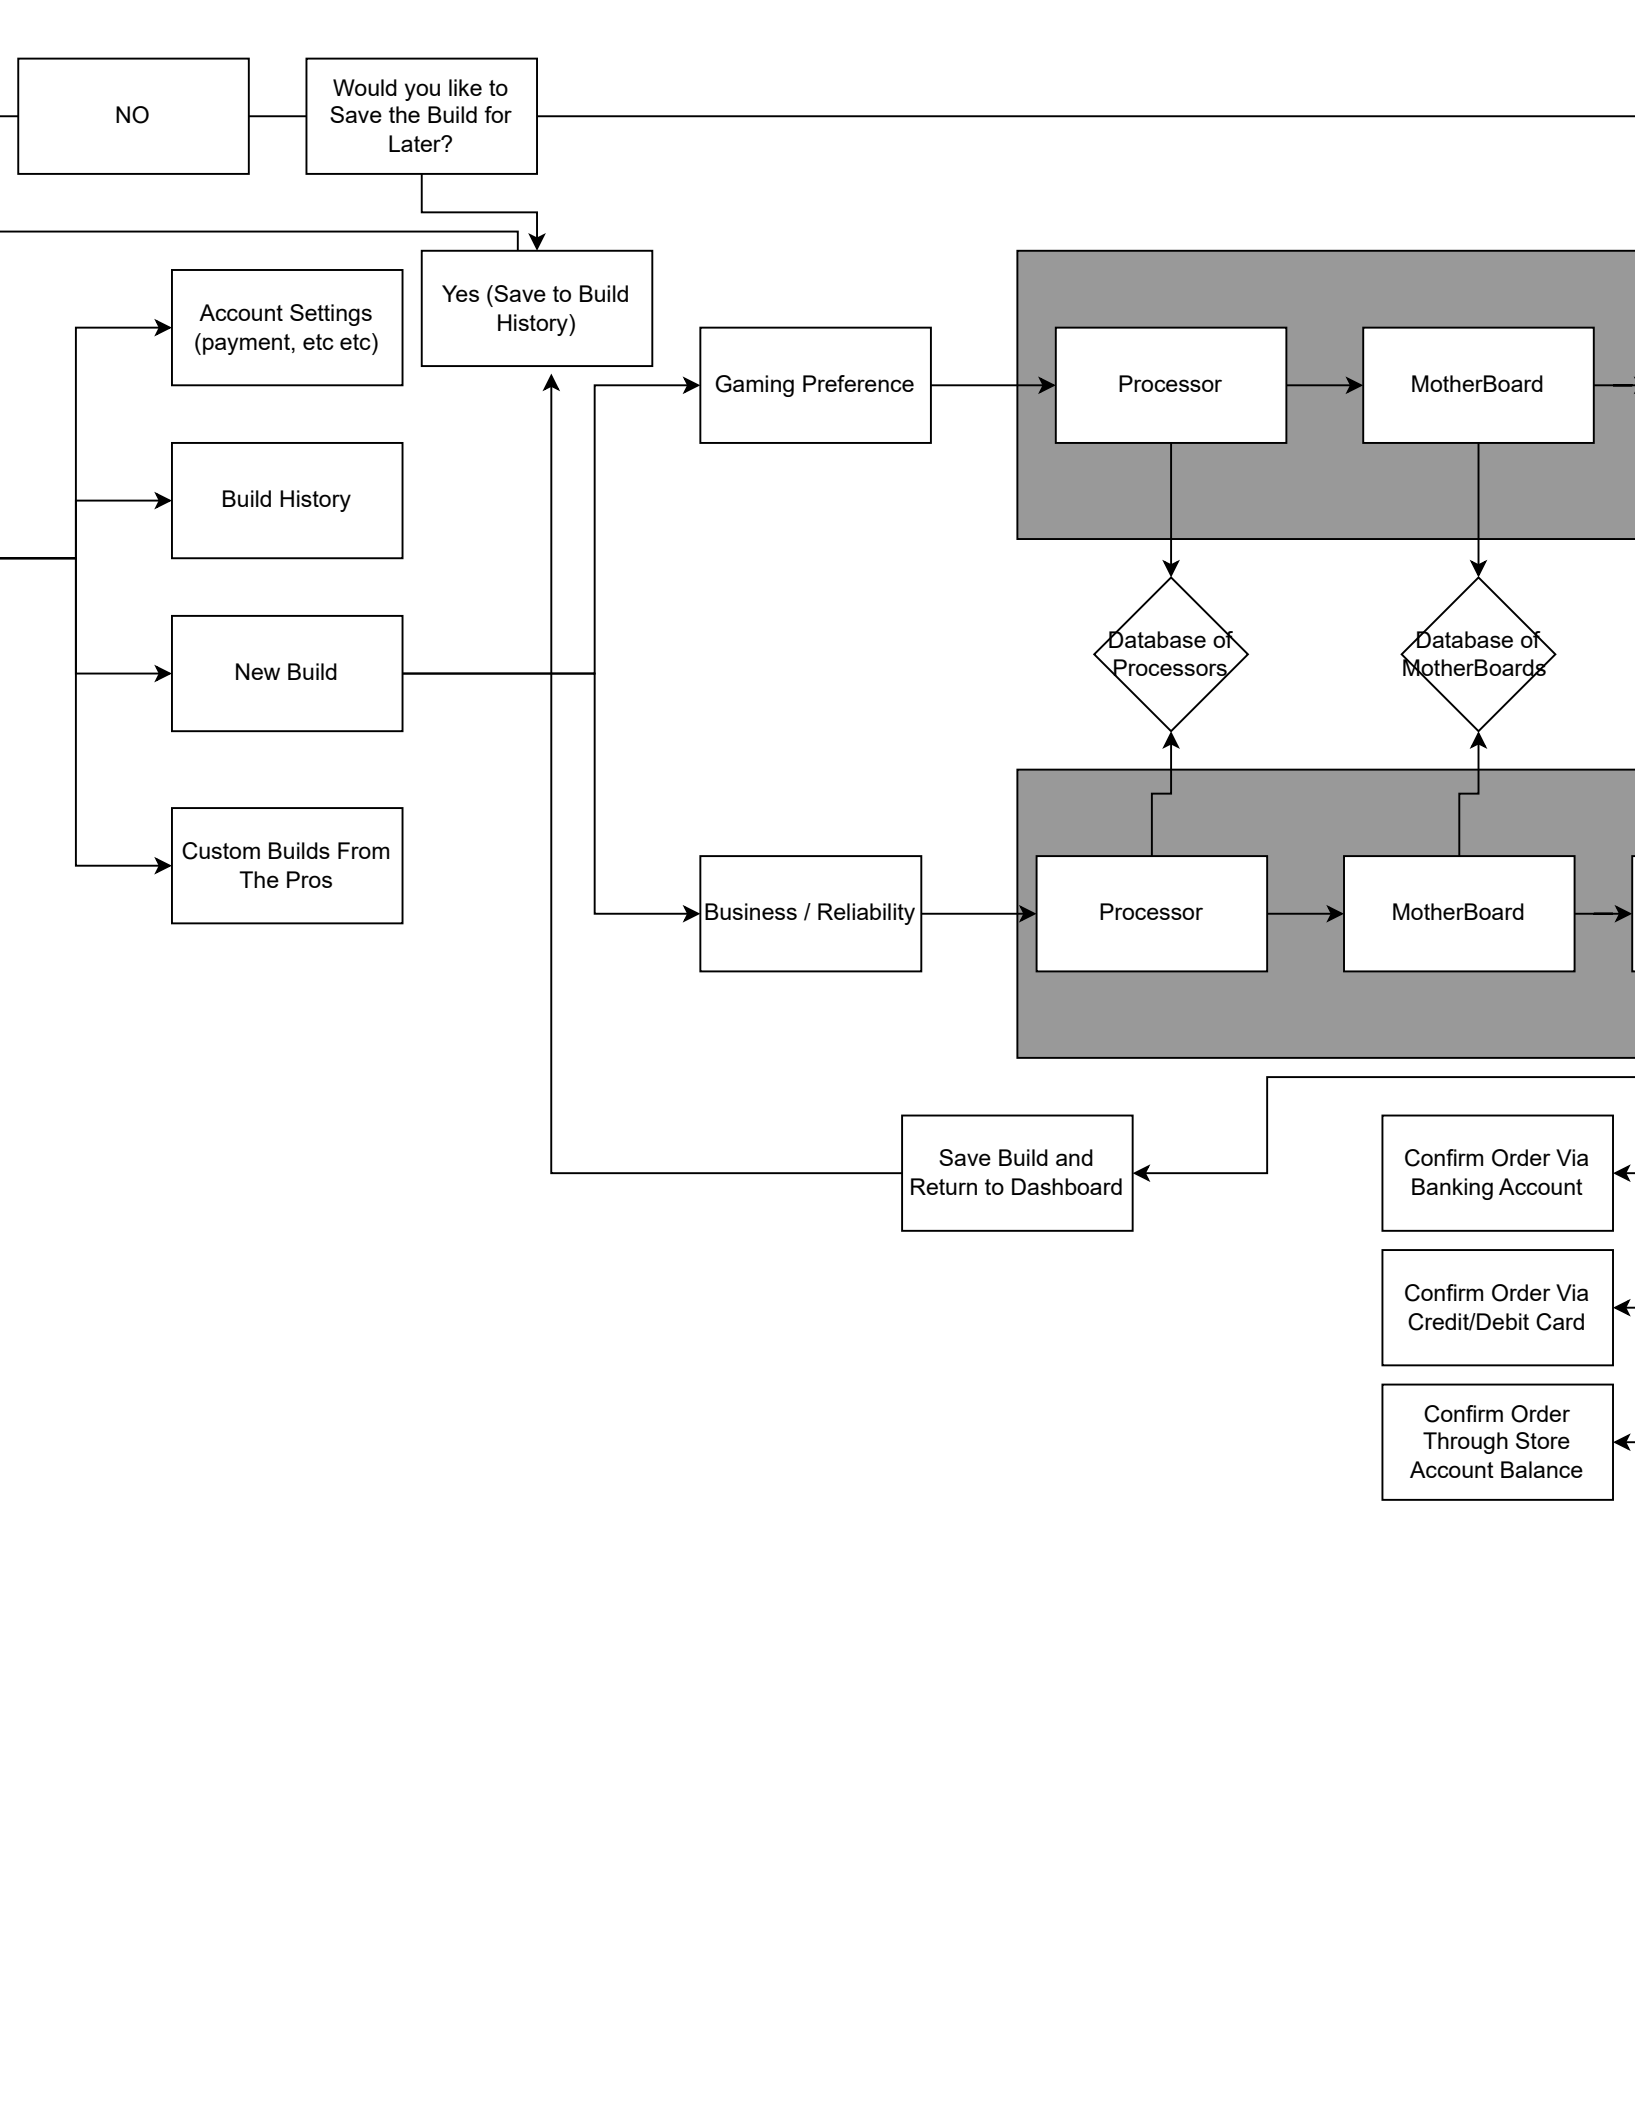 NO
Would you like to
Save the Build for
Later?
Yes (Save to Build
History)
Account Settings
(payment, etc etc)
Gaming Preference
Processor
MotherBoard
Build History
Database of
Processors
Database of
MotherBoards
New Build
Custom Builds From
The Pros
Business / Reliability
Processor
MotherBoard
Save Build and
Return to Dashboard
Confirm Order Via
Banking Account
Confirm Order Via
Credit/Debit Card
Confirm Order
Through Store
Account Balance